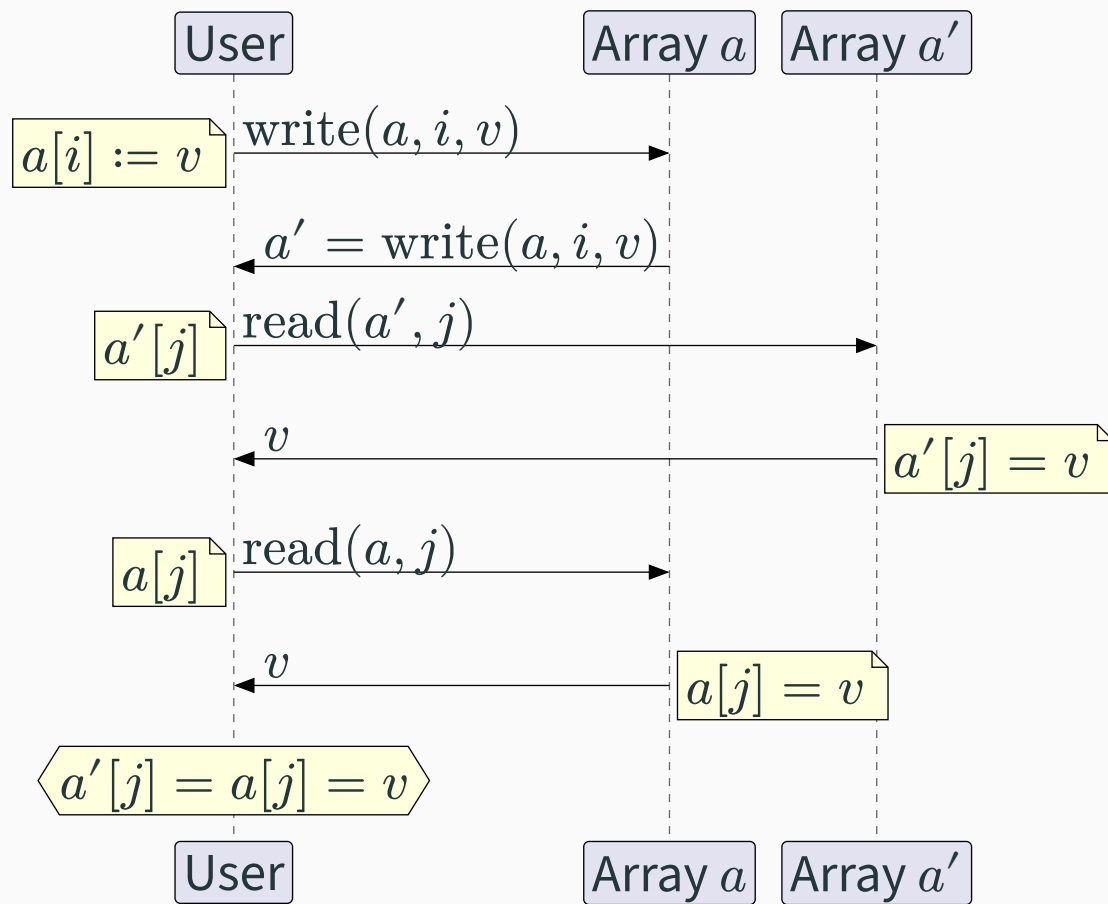 User Array a Array a′
write(a, i, v)
a[i] := v
a′ = write(a, i, v)
read(a′, j)
a′[j]
v
a′[j] = v
read(a, j)
a[j]
v
a[j] = v
a′[j] = a[j] = v
User Array a Array a′